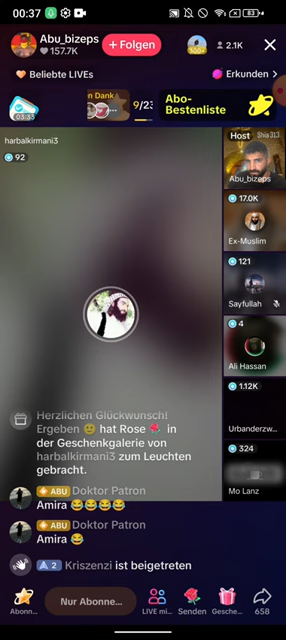 00:37
83
Abu_bizeps
157.7K
+ Folgen
2.1K
Beliebte LIVEs
Erkunden >
n Dank
9/23
03:33
Abo-
Bestenliste
harbalkirmani3
92
Host
Shia313
Abu_bizeps
17.0K
Ex-Muslim
121
Sayfullah
4
Ali Hassan
1.12K
Urbanderzw...
324
Mo Lanz
Herzlichen Glückwunsch!
Ergeben 🙂 hat Rose 🌹 in
der Geschenkgalerie von
harbalkirmani3 zum Leuchten
gebracht.
ABU Doktor Patron
Amira 😂😂😂😂
ABU Doktor Patron
Amira 😂
2 Kriszenzi ist beigetreten
Abonn...
Nur Abonne...
LIVE mi...
Senden
Gesche...
658